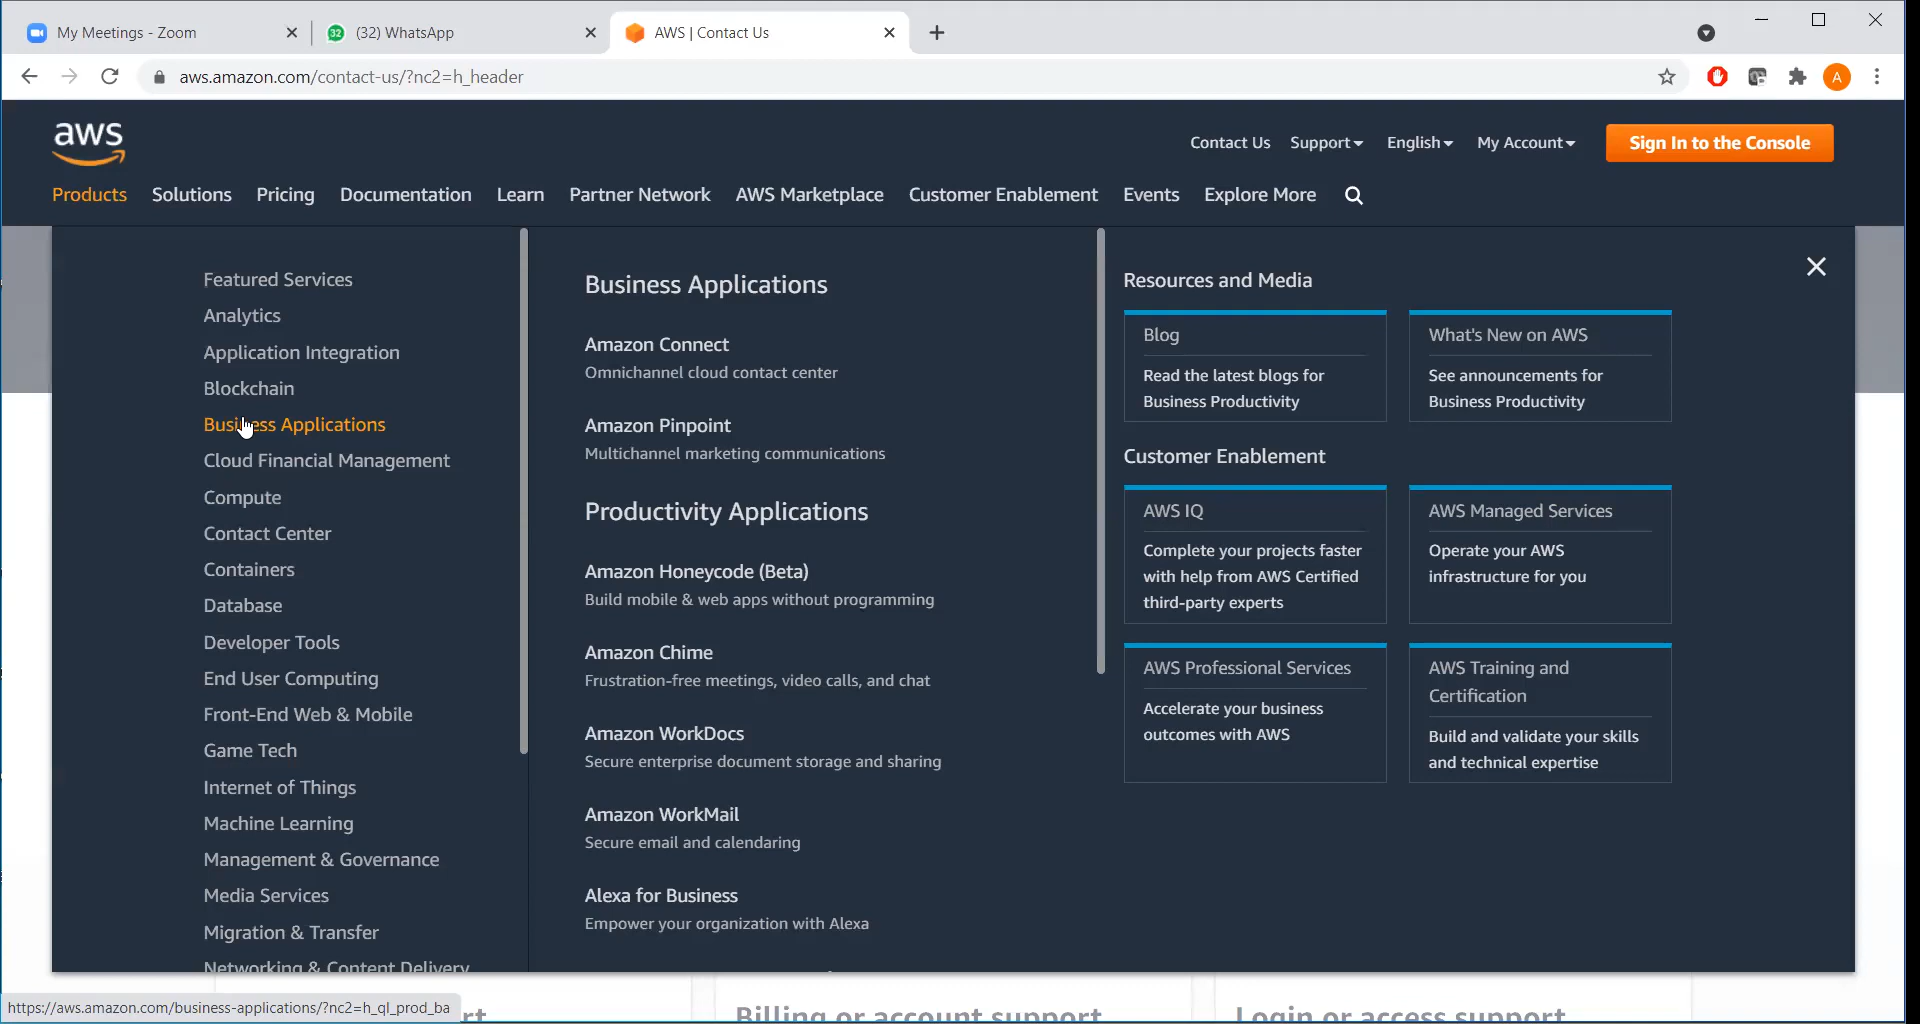 My Meetings - Zoom
32
(32) WhatsApp
AWS | Contact Us
aws.amazon.com/contact-us/?nc2=h_header
A
aws
Contact Us
Support
English
My Account
Sign In to the Console
Products
Solutions
Pricing
Documentation
Learn
Partner Network
AWS Marketplace
Customer Enablement
Events
Explore More
Featured Services
Analytics
Application Integration
Blockchain
Business Applications
Cloud Financial Management
Compute
Contact Center
Containers
Database
Developer Tools
End User Computing
Front-End Web & Mobile
Game Tech
Internet of Things
Machine Learning
Management & Governance
Media Services
Migration & Transfer
Networking & Content Delivery
Business Applications
Amazon Connect
Omnichannel cloud contact center
Amazon Pinpoint
Multichannel marketing communications
Productivity Applications
Amazon Honeycode (Beta)
Build mobile & web apps without programming
Amazon Chime
Frustration-free meetings, video calls, and chat
Amazon WorkDocs
Secure enterprise document storage and sharing
Amazon WorkMail
Secure email and calendaring
Alexa for Business
Empower your organization with Alexa
Resources and Media
Blog
Read the latest blogs for
Business Productivity
What's New on AWS
See announcements for
Business Productivity
Customer Enablement
AWS IQ
Complete your projects faster
with help from AWS Certified
third-party experts
AWS Managed Services
Operate your AWS
infrastructure for you
AWS Professional Services
Accelerate your business
outcomes with AWS
AWS Training and
Certification
Build and validate your skills
and technical expertise
https://aws.amazon.com/business-applications/?nc2=h_ql_prod_ba
Billing or account support
Login or access support